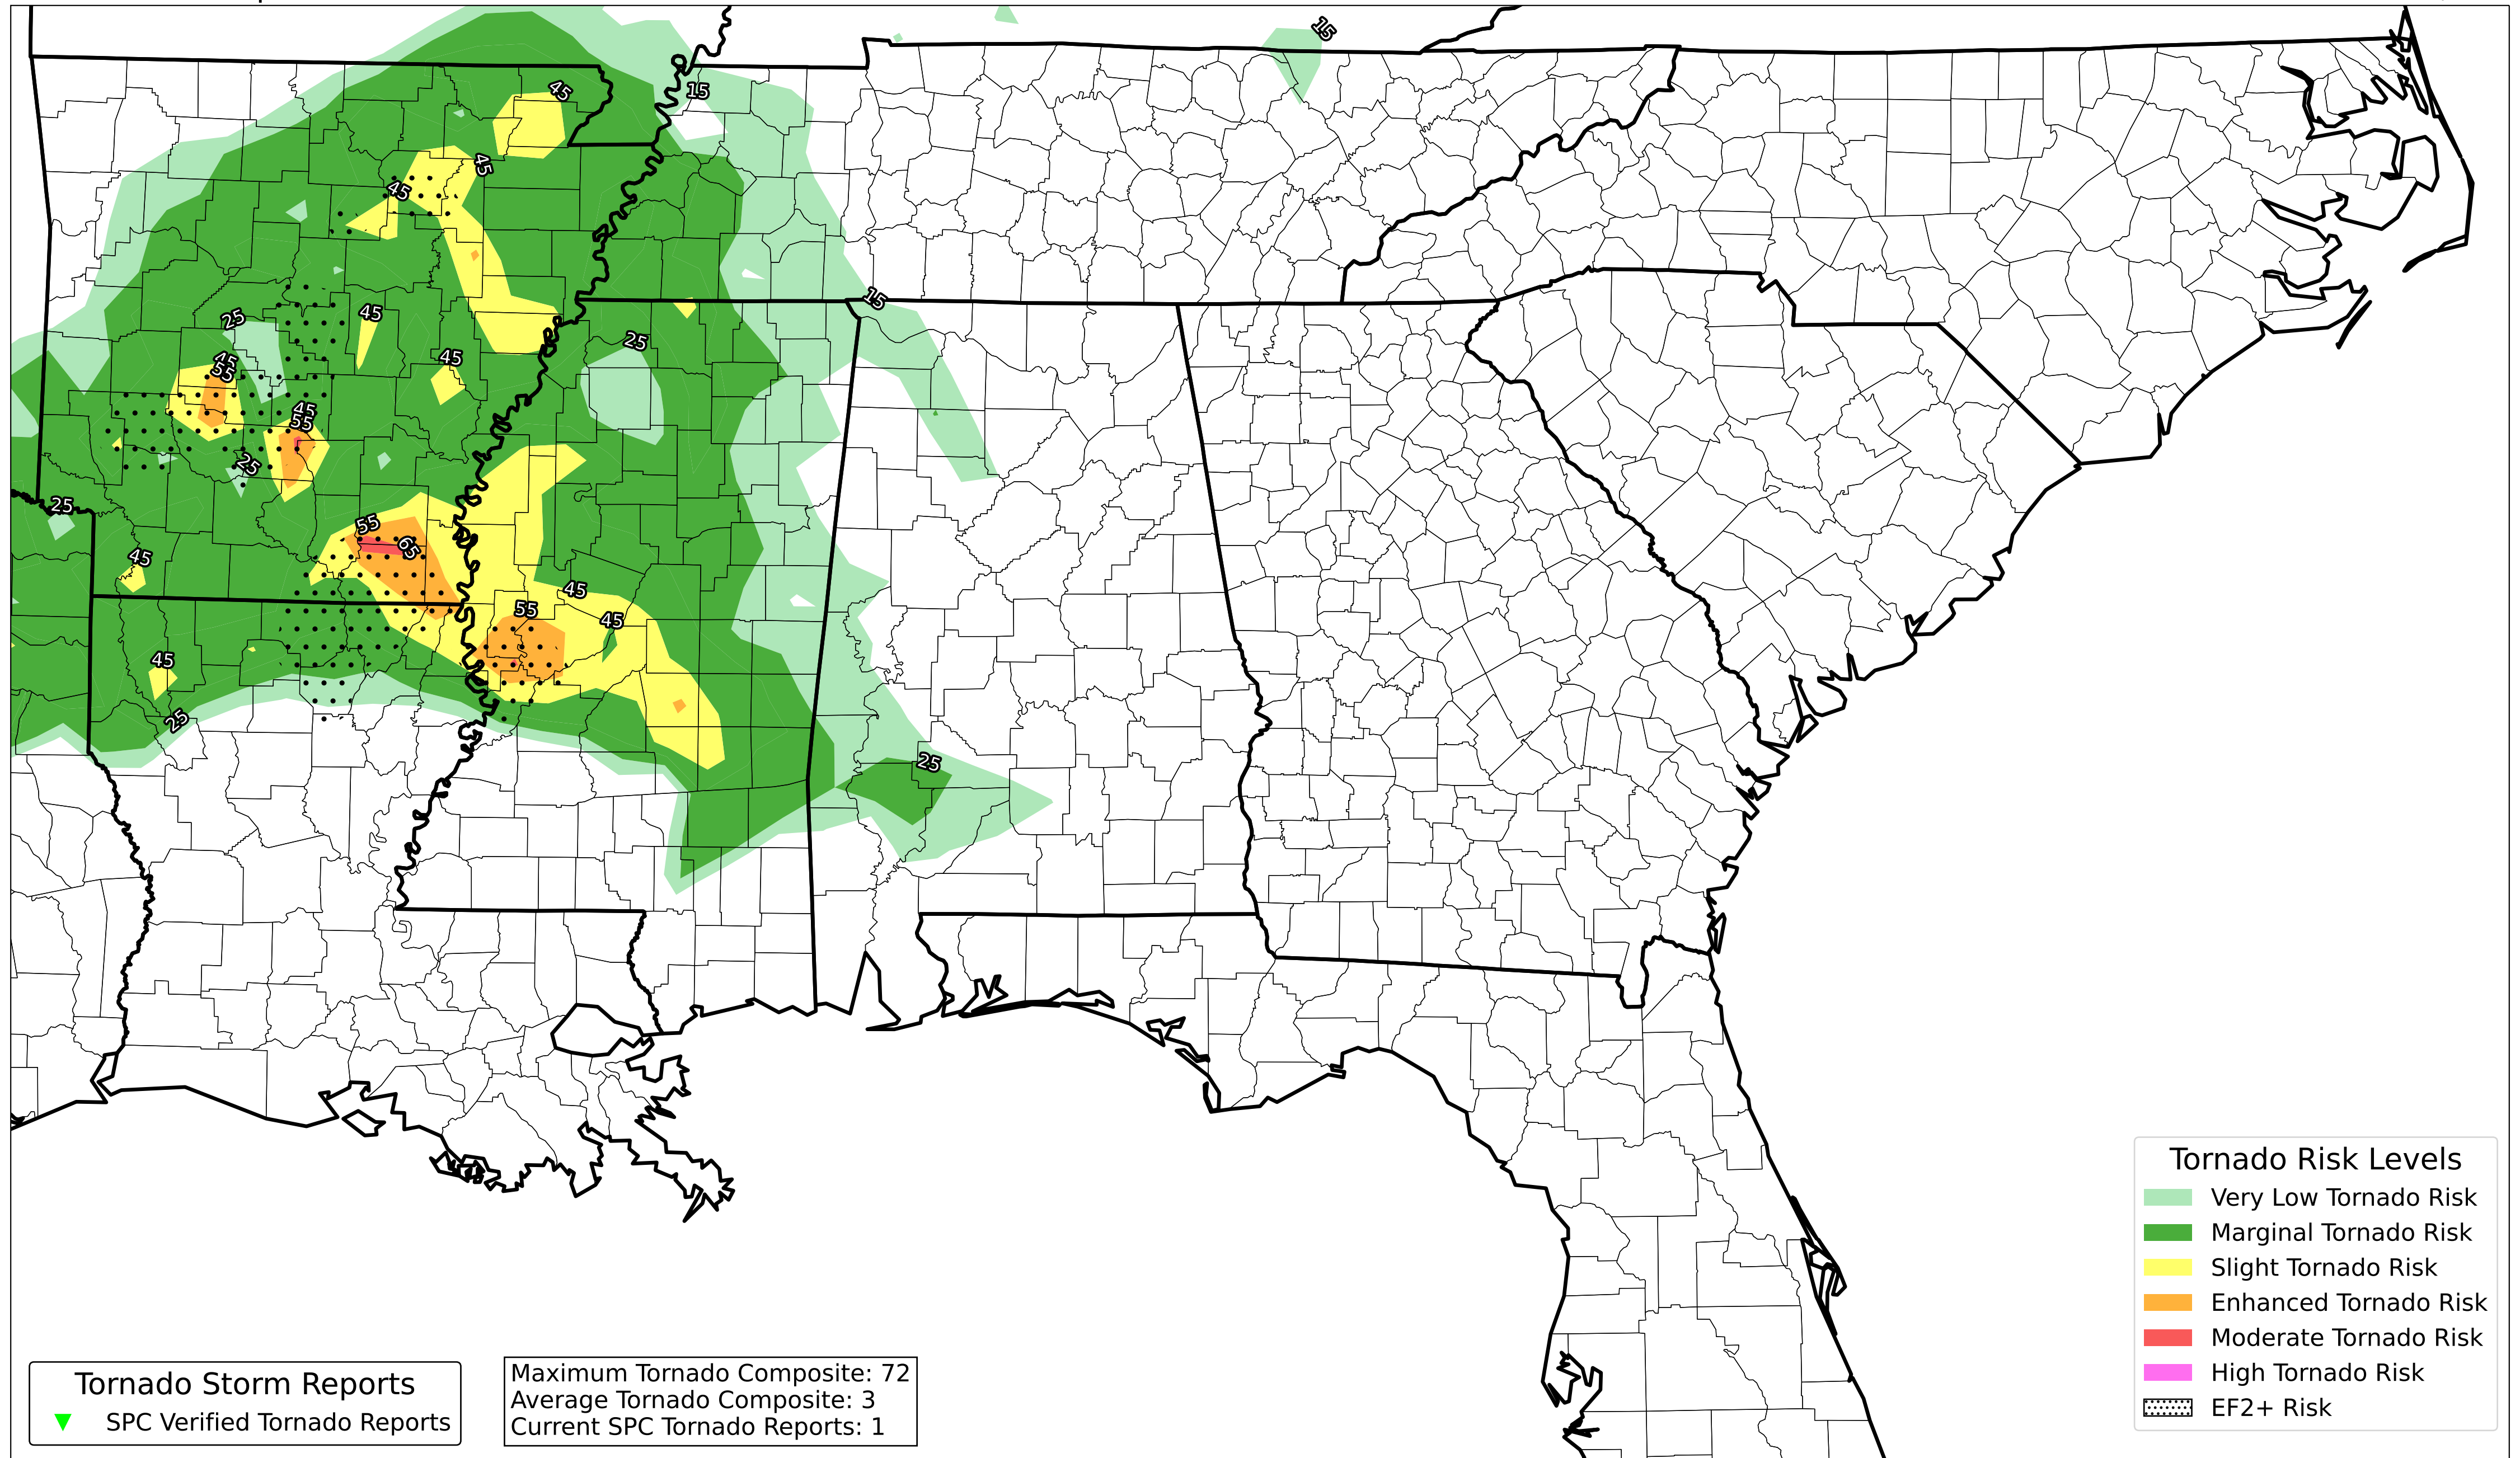 15
45
15
45
45
15
25
45
25
45
45
55
45
55
25
25
55
65
45
45
55
45
45
25
25
Tornado Risk Levels
Very Low Tornado Risk
Marginal Tornado Risk
Slight Tornado Risk
Enhanced Tornado Risk
Moderate Tornado Risk
High Tornado Risk
EF2+ Risk
Tornado Storm Reports
SPC Verified Tornado Reports
Maximum Tornado Composite: 72
Average Tornado Composite: 3
Current SPC Tornado Reports: 1